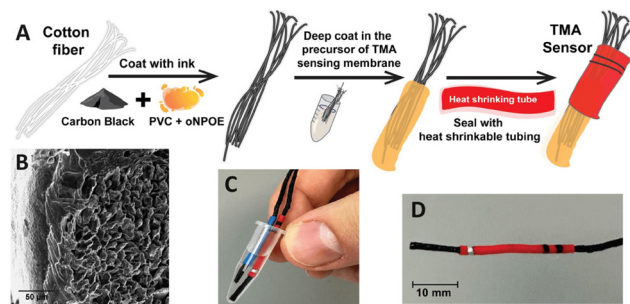 A
Cotton
fiber
Coat with ink
Carbon Black
PVC + oNPOE
Deep coat in the
precursor of TMA
sensing membrane
Heat shrinking tube
Seal with
heat shrinkable tubing
TMA
Sensor
B
50 µm
C
D
10 mm